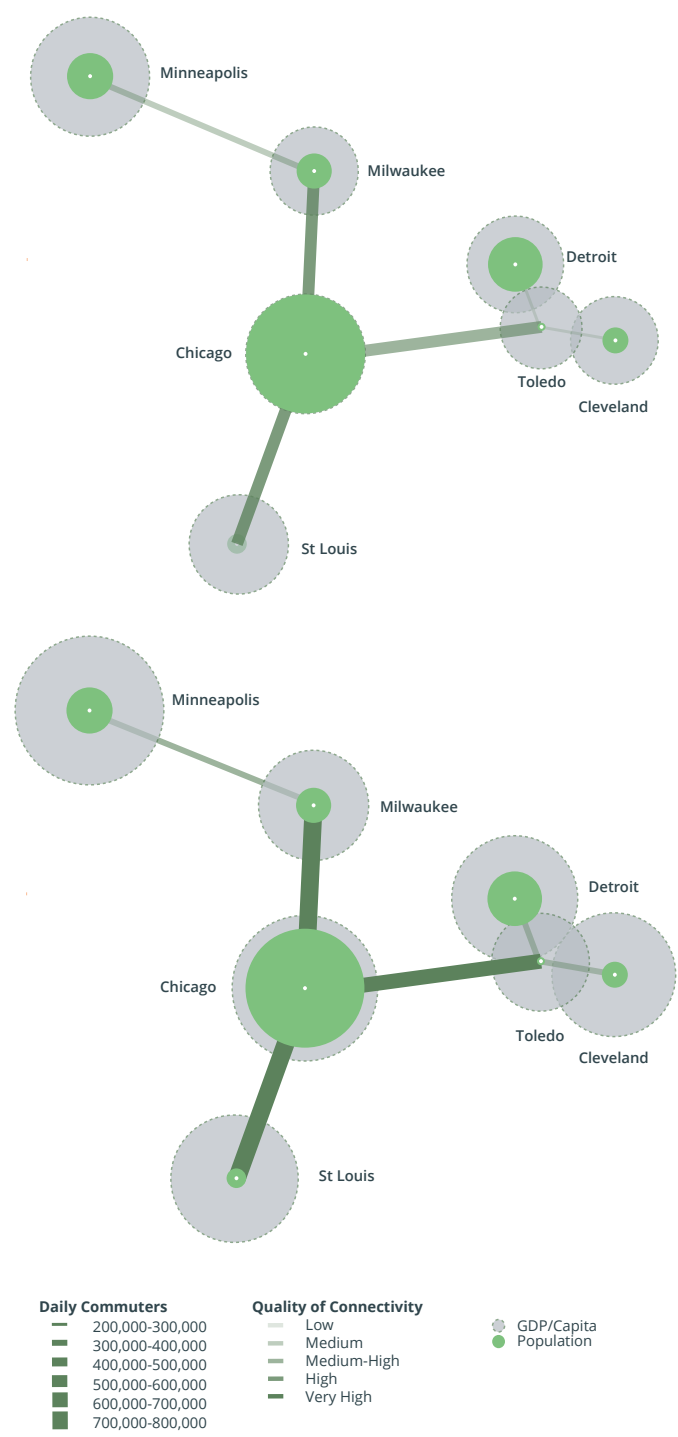 Minneapolis
Milwaukee
Detroit
Chicago
Toledo
Cleveland
St Louis
Minneapolis
Milwaukee
Detroit
Chicago
Toledo
Cleveland
St Louis
Daily Commuters
200,000-300,000
300,000-400,000
400,000-500,000
500,000-600,000
600,000-700,000
700,000-800,000
Quality of Connectivity
Low
Medium
Medium-High
High
Very High
GDP/Capita
Population